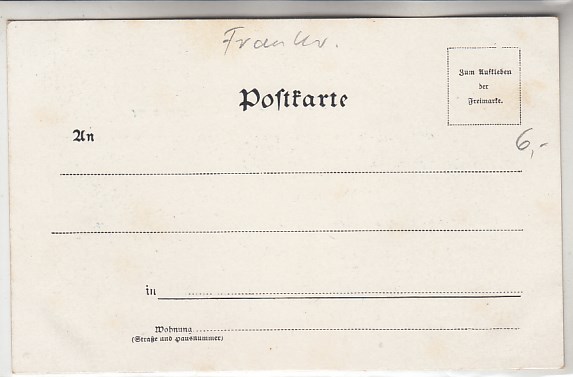 Frankr.
Postkarte
Zum Aufkleben
der
Freimarke.
An
6,-
in
Wohnung
(Straße und Hausnummer)